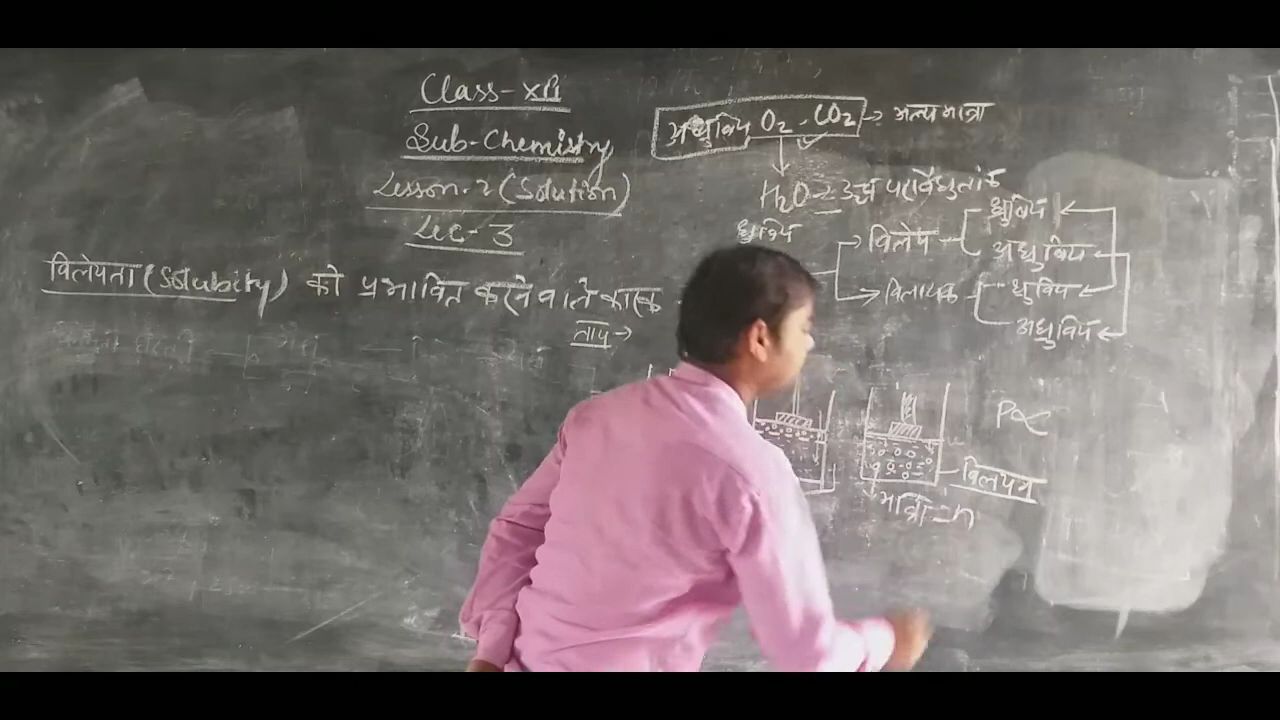 Class-XII
Sub-Chemistry
Lesson-2 (Solution)
Lec-3
विलेयता (Solubity) को प्रभावित करने वाले कारक
ताप →
अध्रुविय O2, CO2 → अल्प मात्रा
H2O = उच्च परावैधुतांक
ध्रुविय
विलेय
ध्रुविय
अध्रुविय
विलायक
ध्रुविय
अध्रुविय
P∝
विलयन
मात्रा = n